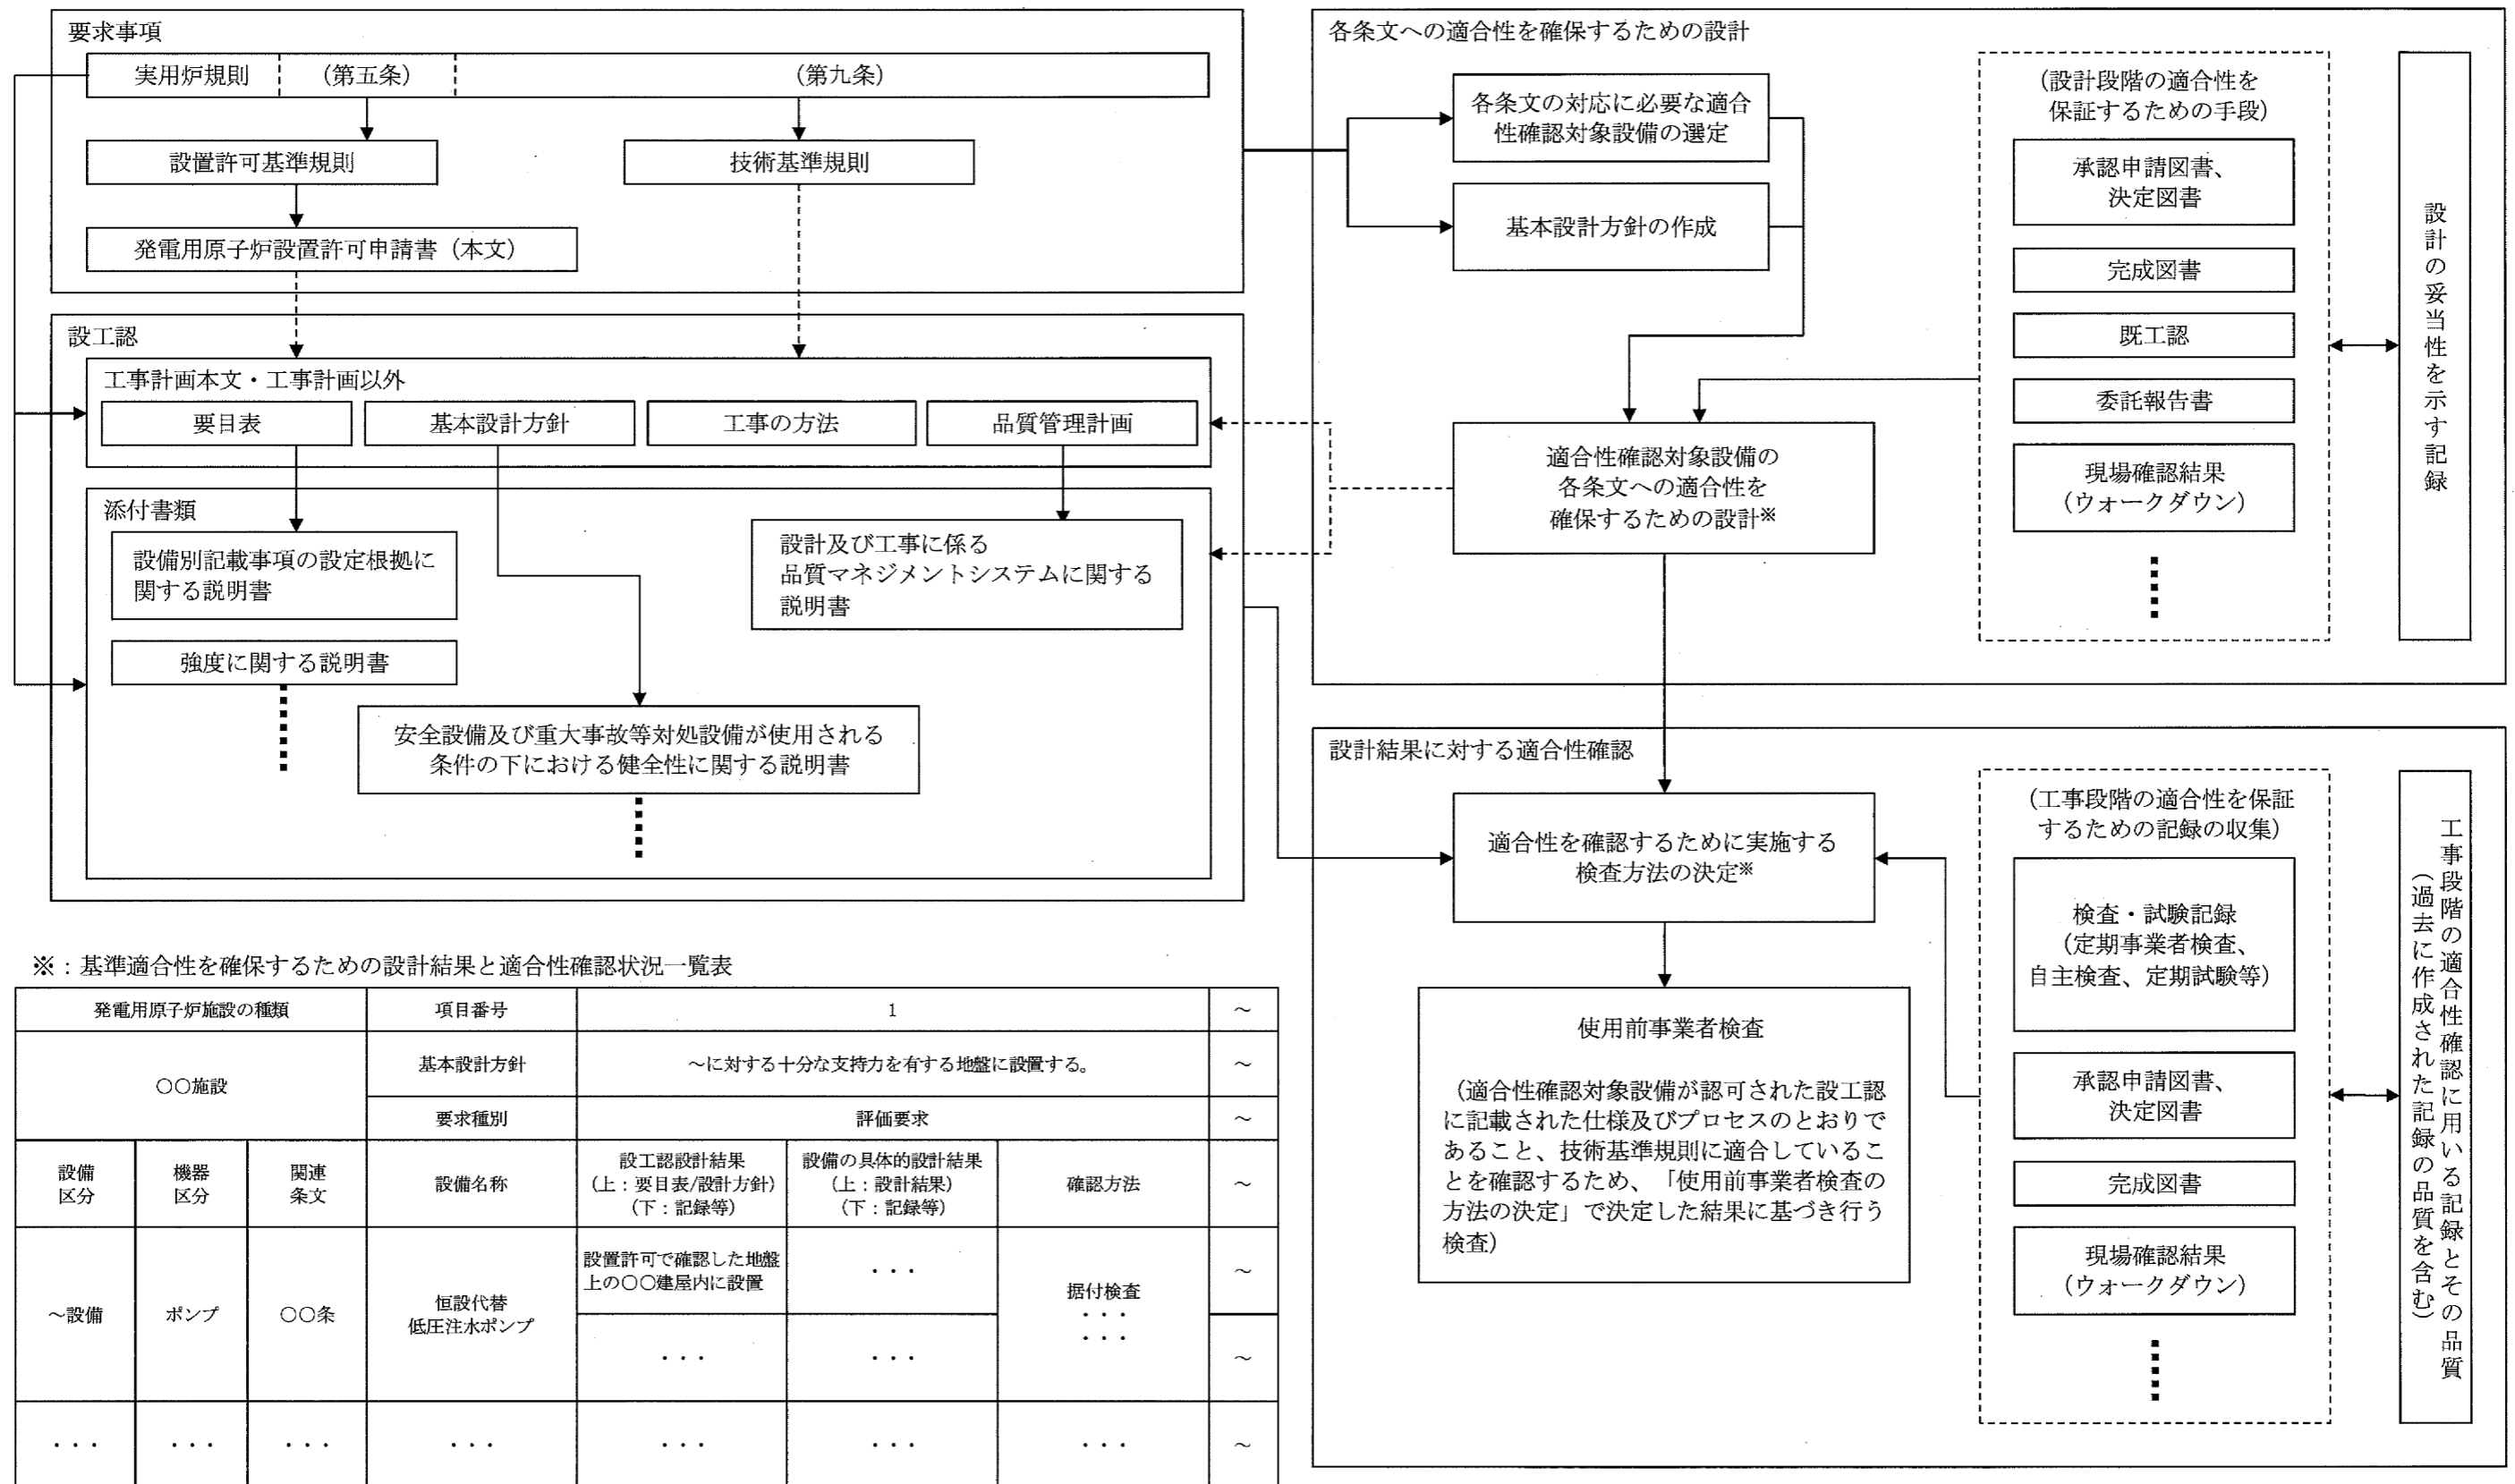 要求事項
実用炉規則
(第五条)
(第九条)
設置許可基準規則
技術基準規則
発電用原子炉設置許可申請書（本文）
設工認
工事計画本文・工事計画以外
要目表
基本設計方針
工事の方法
品質管理計画
添付書類
設備別記載事項の設定根拠に
関する説明書
設計及び工事に係る
品質マネジメントシステムに関する
説明書
強度に関する説明書
安全設備及び重大事故等対処設備が使用される
条件の下における健全性に関する説明書
各条文への適合性を確保するための設計
各条文の対応に必要な適合
性確認対象設備の選定
基本設計方針の作成
適合性確認対象設備の
各条文への適合性を
確保するための設計※
(設計段階の適合性を
保証するための手段)
承認申請図書、
決定図書
完成図書
既工認
委託報告書
現場確認結果
（ウォークダウン）
設計の妥当性を示す記録
設計結果に対する適合性確認
適合性を確認するために実施する
検査方法の決定※
使用前事業者検査
（適合性確認対象設備が認可された設工認
に記載された仕様及びプロセスのとおりで
あること、技術基準規則に適合しているこ
とを確認するため、「使用前事業者検査の
方法の決定」で決定した結果に基づき行う
検査）
(工事段階の適合性を保証
するための記録の収集)
検査・試験記録
（定期事業者検査、
自主検査、定期試験等）
承認申請図書、
決定図書
完成図書
現場確認結果
（ウォークダウン）
工事段階の適合性確認に用いる記録とその品質
（過去に作成された記録の品質を含む）
※：基準適合性を確保するための設計結果と適合性確認状況一覧表
発電用原子炉施設の種類
項目番号
1
～
〇〇施設
基本設計方針
～に対する十分な支持力を有する地盤に設置する。
～
要求種別
評価要求
～
設備
区分
機器
区分
関連
条文
設備名称
設工認設計結果
（上：要目表/設計方針）
（下：記録等）
設備の具体的設計結果
（上：設計結果）
（下：記録等）
確認方法
～
～設備
ポンプ
〇〇条
恒設代替
低圧注水ポンプ
設置許可で確認した地盤
上の〇〇建屋内に設置
・・・
据付検査
・・・
・・・
～
・・・
・・・
～
・・・
・・・
・・・
・・・
・・・
・・・
・・・
～